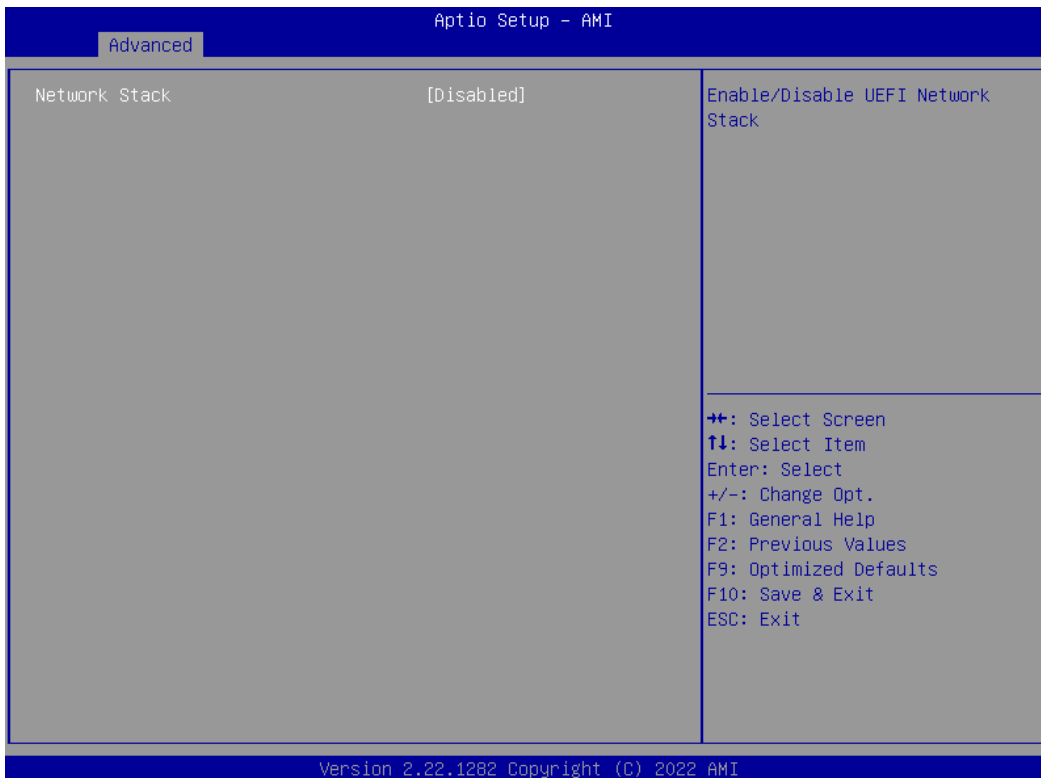 Aptio Setup – AMI
Advanced
Network Stack [Disabled]
Enable/Disable UEFI Network
Stack
→←: Select Screen
↑↓: Select Item
Enter: Select
+/-: Change Opt.
F1: General Help
F2: Previous Values
F9: Optimized Defaults
F10: Save & Exit
ESC: Exit
Version 2.22.1282 Copyright (C) 2022 AMI